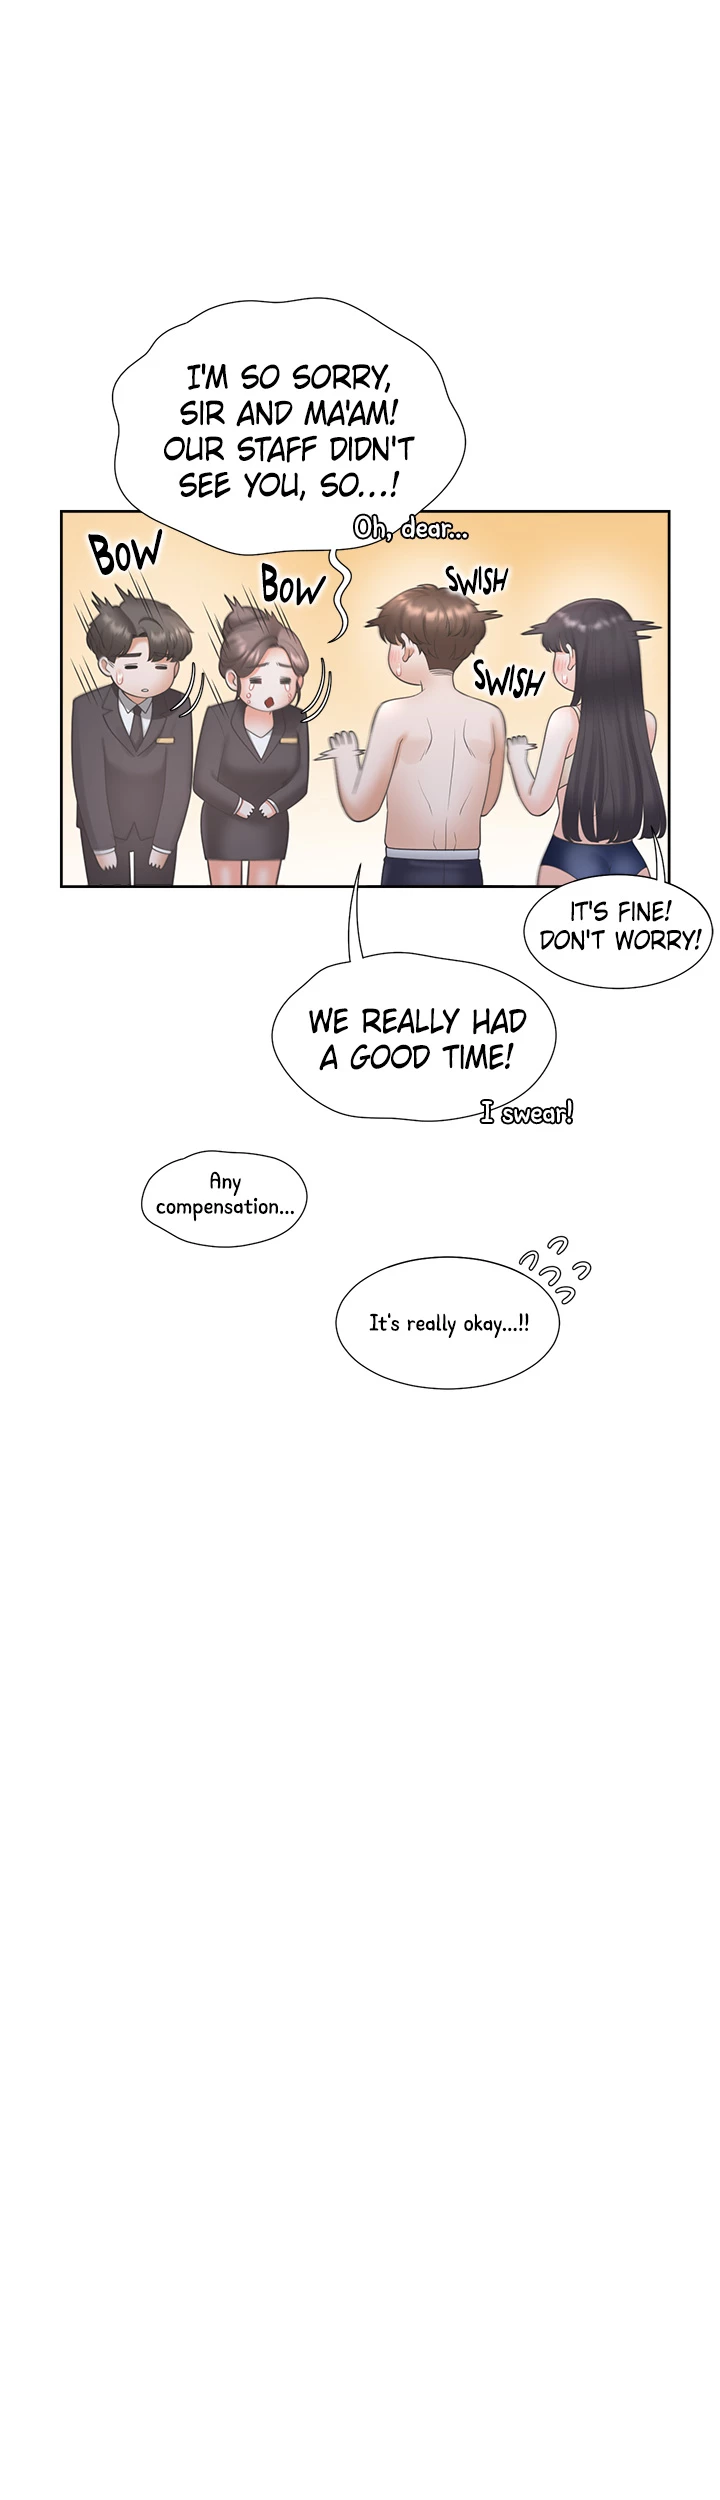 I'M SO SORRY,
SIR AND MA'AM!
OUR STAFF DIDN'T
SEE YOU, SO...!
Oh, dear...
BOW
BOW
SWISH
SWISH
IT'S FINE!
DON'T WORRY!
WE REALLY HAD
A GOOD TIME!
I swear!
Any
compensation...
It's really okay...!!